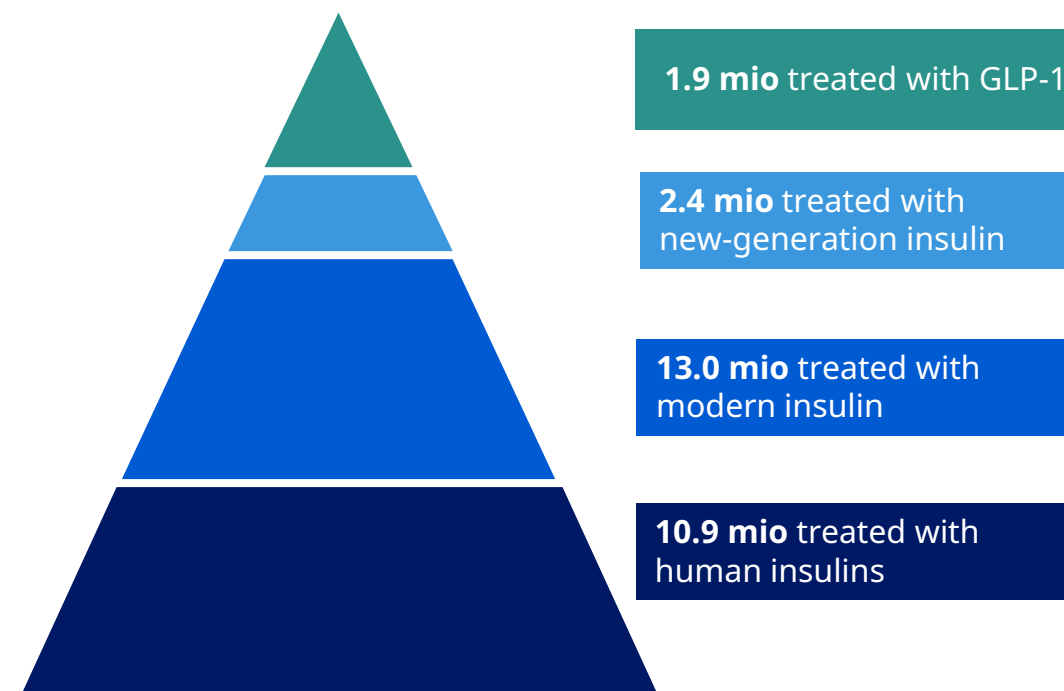 1.9 mio treated with GLP-1
2.4 mio treated with
new-generation insulin
13.0 mio treated with
modern insulin
10.9 mio treated with
human insulins